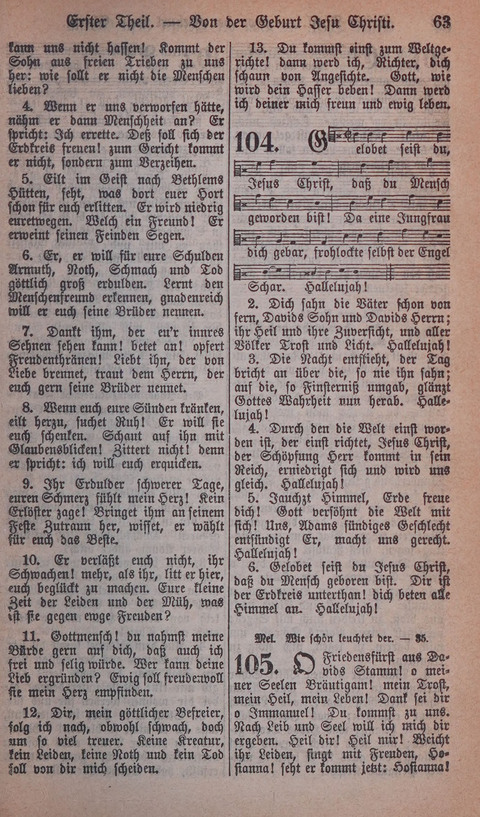 Erster Theil. — Von der Geburt Jesu Christi. 63
kann uns nicht hassen! Kommt der
Sohn aus freien Trieben zu uns
her: wie sollt er nicht die Menschen
lieben?
4. Wenn er uns verworfen hätte,
nähm er dann Menschheit an? Er
spricht: Ich errette. Deß soll sich der
Erdkreis freuen! zum Gericht kommt
er nicht, sondern zum Verzeihen.
5. Eilt im Geist nach Bethlems
Hütten, seht, was dort euer Hort
schon für euch erlitten. Er wird niedrig
euretwegen. Welch ein Freund! Er
erweint seinen Feinden Segen.
6. Er, er will für eure Schulden
Armuth, Noth, Schmach und Tod
göttlich groß erdulden. Lernt den
Menschenfreund erkennen, gnadenreich
will er euch seine Brüder nennen.
7. Dankt ihm, der eu'r innres
Sehnen sehen kann! betet an! opfert
Freudenthränen! Liebt ihn, der von
Liebe brennet, traut dem Herrn, der
euch gern seine Brüder nennet.
8. Wenn euch eure Sünden kränken,
eilt herzu, suchet Ruh! Er will sie
euch schenken. Schaut auf ihn mit
Glaubensblicken! Zittert nicht! denn
er spricht: ich will euch erquicken.
9. Ihr Erdulder schwerer Tage,
euren Schmerz fühlt mein Herz! Kein
Erlöster zage! Bringet ihm an seinem
Feste Zutraun her, wisset, er wählt
für euch das Beste.
10. Er verläßt euch nicht, ihr
Schwachen! mehr, als ihr, litt er hier,
euch beglückt zu machen. Eure kleine
Zeit der Leiden und der Müh, was
ist sie gegen ewge Freuden?
11. Gottmensch! du nahmst meine
Bürde gern auf dich, daß auch ich
frei und selig würde. Wer kann deine
Lieb ergründen? Ewig soll freudenvoll
sie mein Herz empfinden.
12. Dir, mein göttlicher Befreier,
folg ich nach, obwohl schwach, doch
um so viel treuer. Keine Kreatur,
kein Leiden, keine Noth und kein Tod
soll von dir mich scheiden.
13. Du kommst einst zum Weltge-
richte! dann werd ich, Richter, dich
schaun von Angesichte. Gott, wie
wird dein Hasser beben! Dann werd
ich deiner mich freun und ewig leben.
104. Gelobet seist du,
Jesus Christ, daß du Mensch
geworden bist! Da eine Jungfrau
dich gebar, frohlockte selbst der Engel
Schar. Hallelujah!
2. Dich sahn die Väter schon von
fern, Davids Sohn und Davids Herrn;
ihr Heil und ihre Zuversicht, und aller
Völker Trost und Licht. Hallelujah!
3. Die Nacht entflieht, der Tag
bricht an über die, so nie ihn sahn;
auf die, so Finsterniß umgab, glänzt
Gottes Wahrheit nun herab. Halle-
lujah!
4. Durch den die Welt einst wor-
den ist, der einst richtet, Jesus Christ,
der Schöpfung Herr kommt in sein
Reich, erniedrigt sich und wird uns
gleich. Hallelujah!
5. Jauchzt Himmel, Erde freue
dich! Gott versöhnt die Welt mit
sich! Uns, Adams sündiges Geschlecht
entsündigt Er, macht uns gerecht.
Hallelujah!
6. Gelobet seist du Jesus Christ,
daß du Mensch geboren bist. Dir ist
der Erdkreis unterthan! dich beten alle
Himmel an. Hallelujah!
Mel. Wie schön leuchtet der. — 35.
105. O Friedensfürst aus Da-
vids Stamm! o mei-
ner Seelen Bräutigam! mein Trost,
mein Heil, mein Leben! Dank sei dir
o Immanuel! Du kommst zu uns.
Nach Leib und Seel will ich mich dir
ergeben. Heil dir! Heil mir! Weicht
ihr Leiden, singt mit Freuden, Ho-
sianna! seht er kommt jetzt: Hosianna!